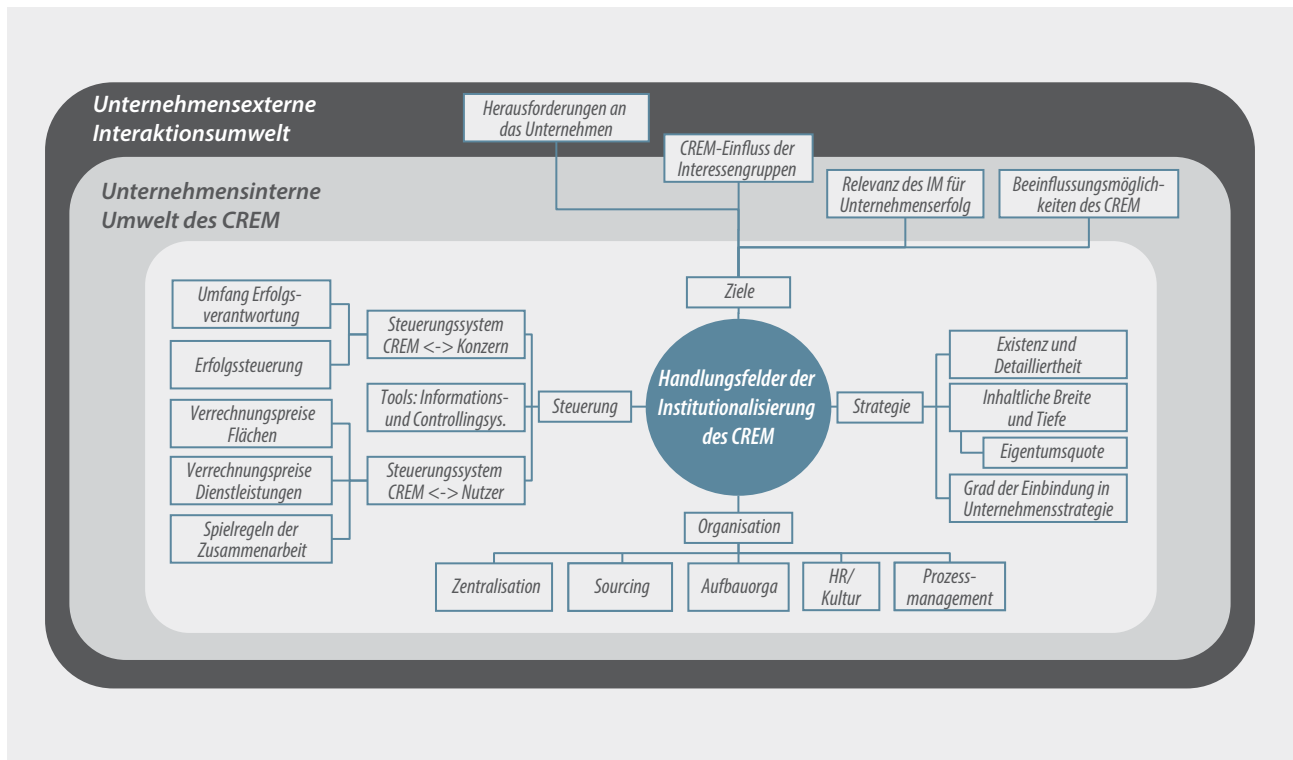 Unternehmensexterne
Interaktionsumwelt
Herausforderungen an
das Unternehmen
CREM-Einfluss der
Interessengruppen
Unternehmensinterne
Umwelt des CREM
Relevanz des IM für
Unternehmenserfolg
Beeinflussungsmöglich-
keiten des CREM
Ziele
Umfang Erfolgs-
verantwortung
Erfolgssteuerung
Verrechnungspreise
Flächen
Verrechnungspreise
Dienstleistungen
Spielregeln der
Zusammenarbeit
Steuerungssystem
CREM <-> Konzern
Tools: Informations-
und Controllingsys.
Steuerungssystem
CREM <-> Nutzer
Steuerung
Handlungsfelder der
Institutionalisierung
des CREM
Strategie
Existenz und
Detailliertheit
Inhaltliche Breite
und Tiefe
Eigentumsquote
Grad der Einbindung in
Unternehmensstrategie
Organisation
Zentralisation
Sourcing
Aufbauorga
HR/
Kultur
Prozess-
management